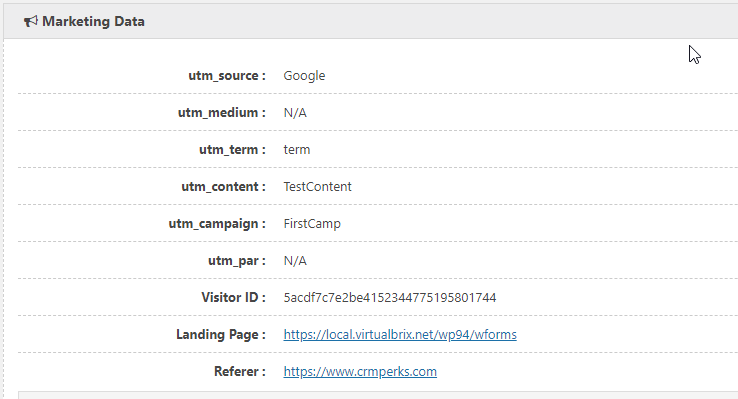 Marketing Data
utm_source : Google
utm_medium : N/A
utm_term : term
utm_content : TestContent
utm_campaign : FirstCamp
utm_par : N/A
Visitor ID : 5acdf7c7e2be4152344775195801744
Landing Page : https://local.virtualbrix.net/wp94/wforms
Referer : https://www.crmperks.com